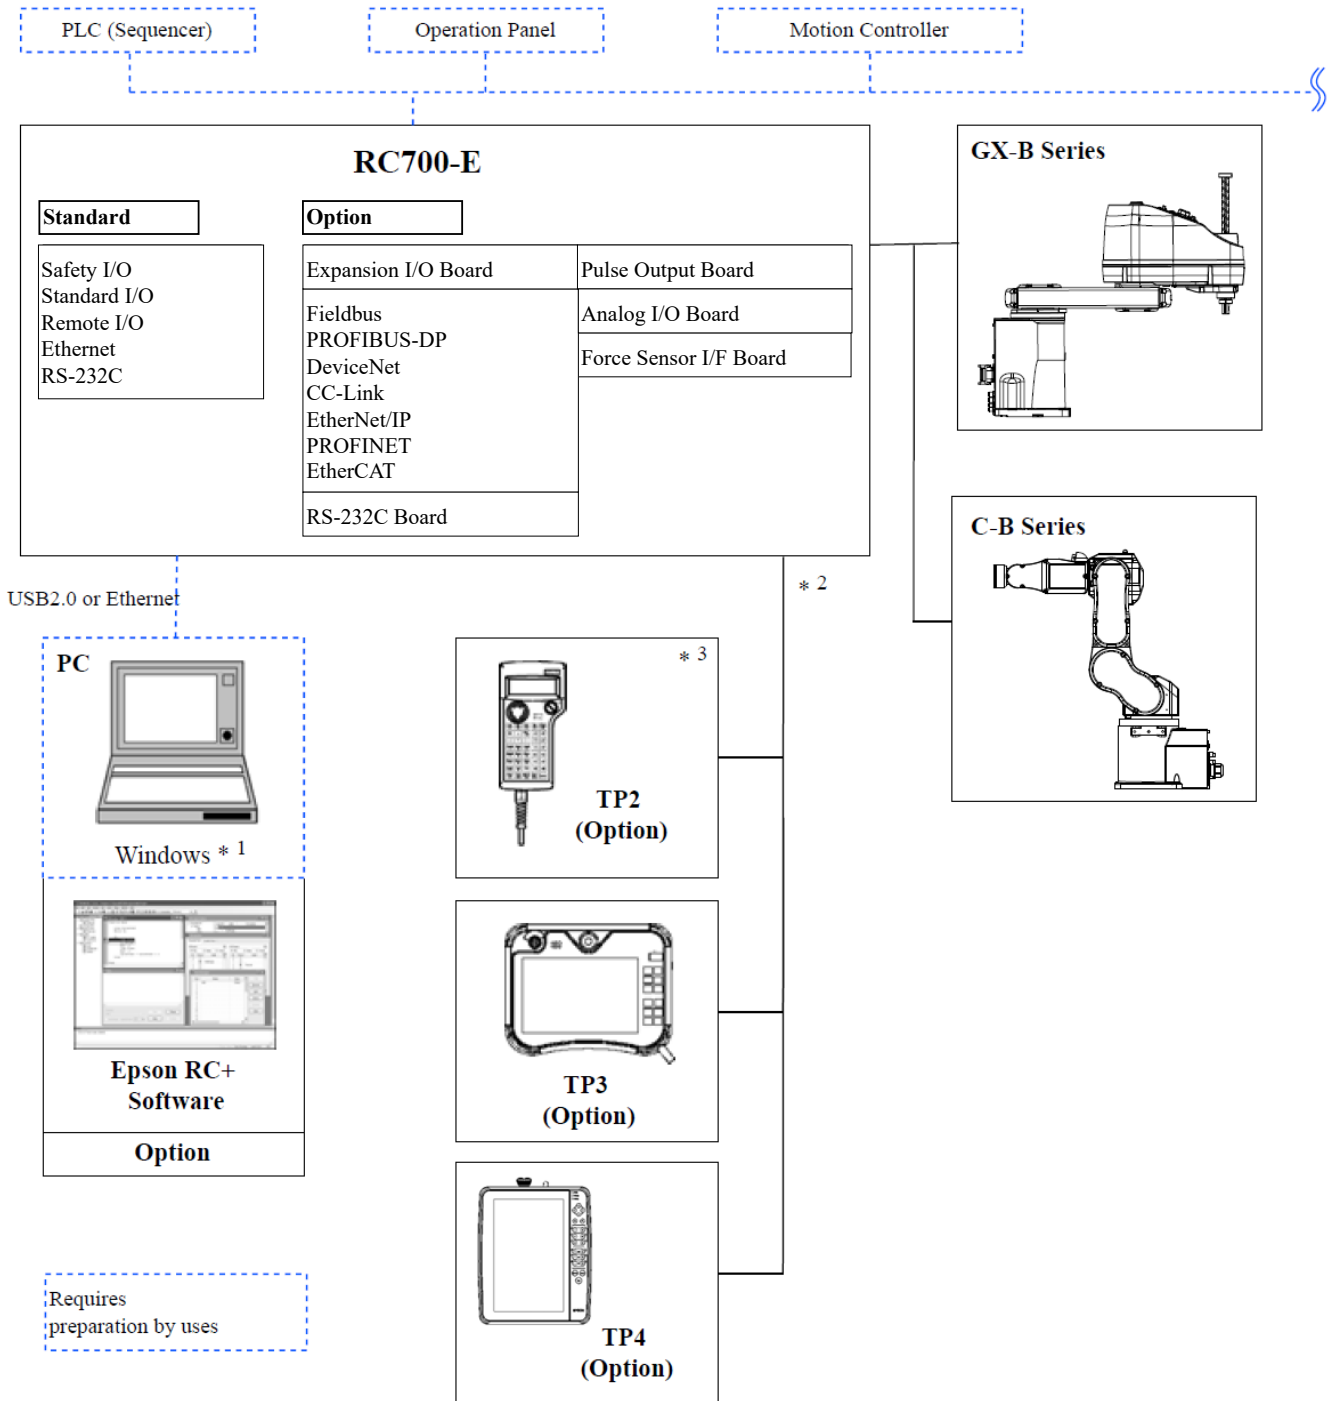 PLC (Sequencer)
Operation Panel
Motion Controller
RC700-E
Standard
Safety I/O
Standard I/O
Remote I/O
Ethernet
RS-232C
Option
Expansion I/O Board
Fieldbus
PROFIBUS-DP
DeviceNet
CC-Link
EtherNet/IP
PROFINET
EtherCAT
RS-232C Board
Pulse Output Board
Analog I/O Board
Force Sensor I/F Board
GX-B Series
C-B Series
USB2.0 or Ethernet
* 2
PC
Windows * 1
Epson RC+
Software
Option
* 3
TP2
(Option)
TP3
(Option)
TP4
(Option)
Requires
preparation by uses